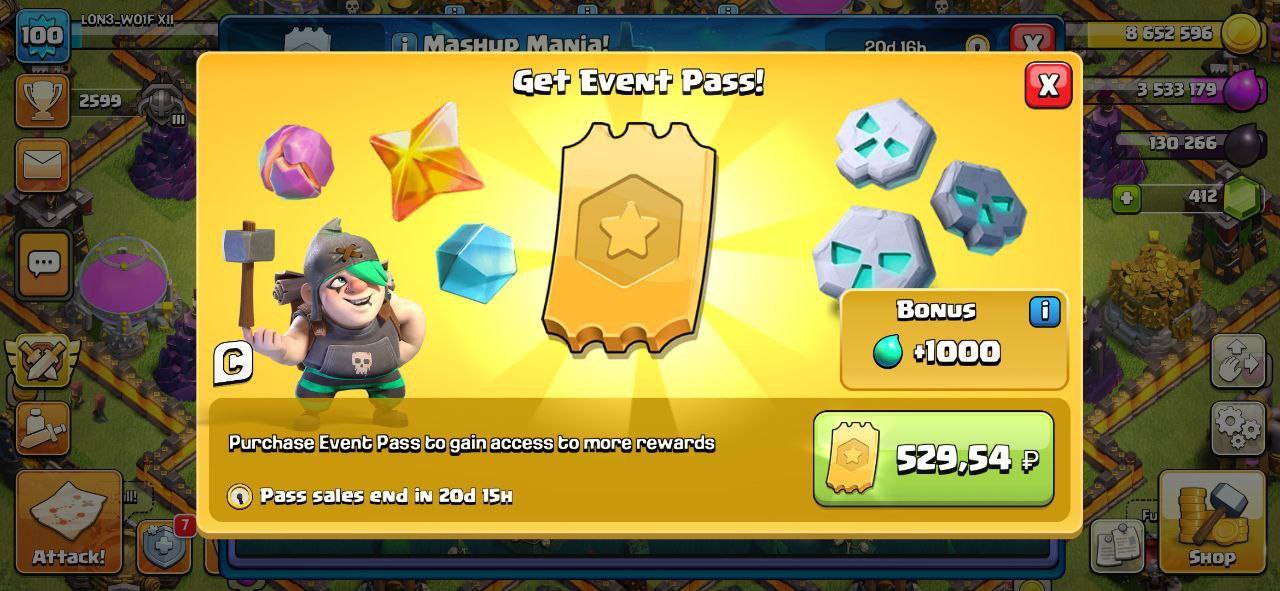 100
LON3_WO1F XII
2599
III
Mashup Mania!
i
20d 16h
X
8 652 596
3 533 179
130 266
412
Get Event Pass!
X
Bonus
i
+1000
C
Purchase Event Pass to gain access to more rewards
Pass sales end in 20d 15h
529,54 ₽
Attack!
7
Shop